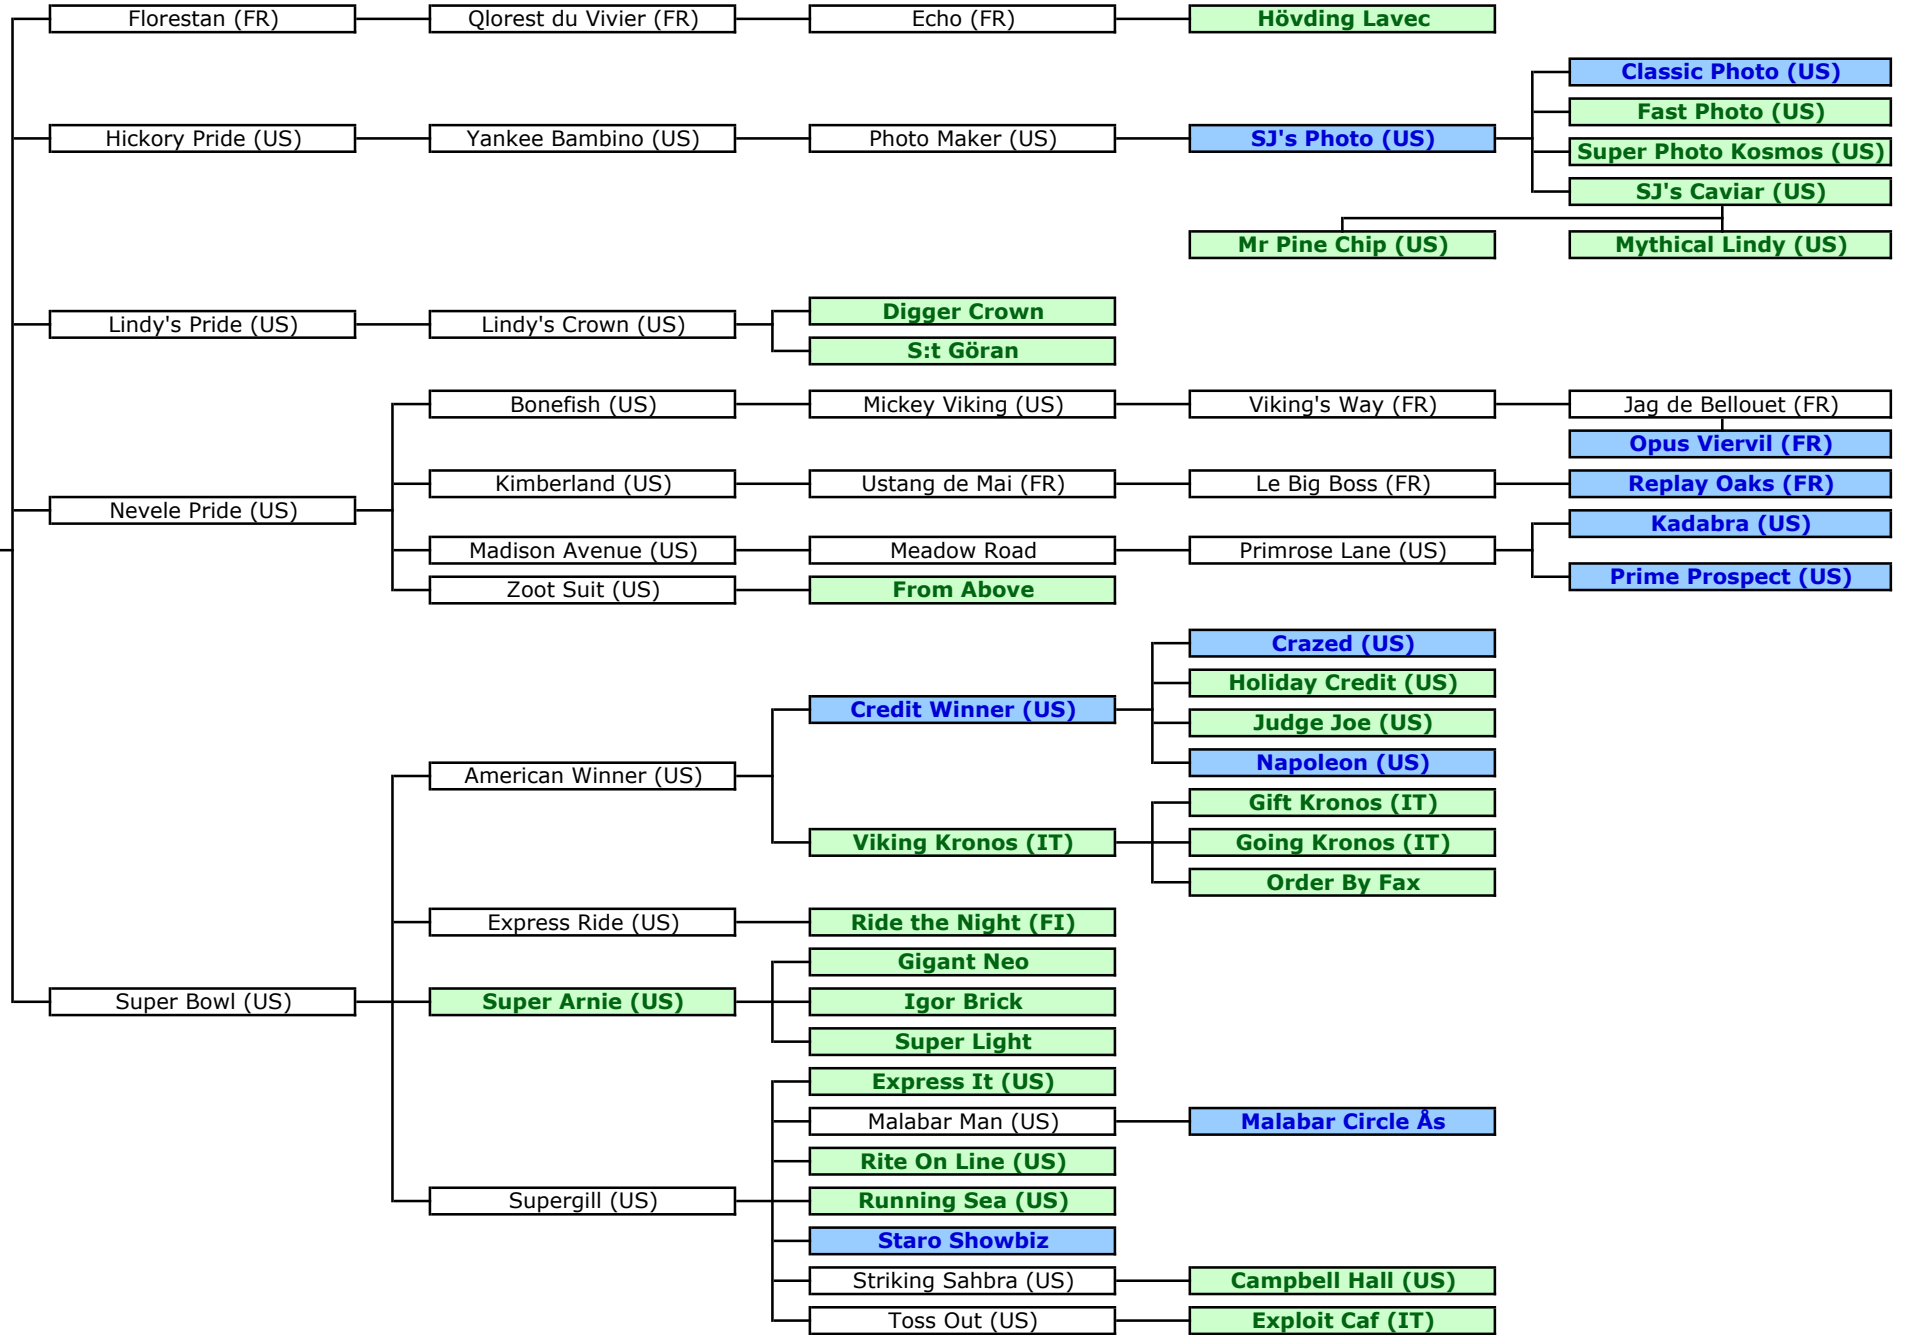 Florestan (FR)
Qlorest du Vivier (FR)
Echo (FR)
Hövding Lavec
Classic Photo (US)
Fast Photo (US)
Hickory Pride (US)
Yankee Bambino (US)
Photo Maker (US)
SJ's Photo (US)
Super Photo Kosmos (US)
SJ's Caviar (US)
Mr Pine Chip (US)
Mythical Lindy (US)
Digger Crown
Lindy's Pride (US)
Lindy's Crown (US)
S:t Göran
Bonefish (US)
Mickey Viking (US)
Viking's Way (FR)
Jag de Bellouet (FR)
Opus Viervil (FR)
Kimberland (US)
Ustang de Mai (FR)
Le Big Boss (FR)
Replay Oaks (FR)
Nevele Pride (US)
Kadabra (US)
Madison Avenue (US)
Meadow Road
Primrose Lane (US)
Prime Prospect (US)
Zoot Suit (US)
From Above
Crazed (US)
Holiday Credit (US)
Credit Winner (US)
Judge Joe (US)
Napoleon (US)
American Winner (US)
Gift Kronos (IT)
Viking Kronos (IT)
Going Kronos (IT)
Order By Fax
Express Ride (US)
Ride the Night (FI)
Gigant Neo
Super Bowl (US)
Super Arnie (US)
Igor Brick
Super Light
Express It (US)
Malabar Man (US)
Malabar Circle Ås
Rite On Line (US)
Supergill (US)
Running Sea (US)
Staro Showbiz
Striking Sahbra (US)
Campbell Hall (US)
Toss Out (US)
Exploit Caf (IT)